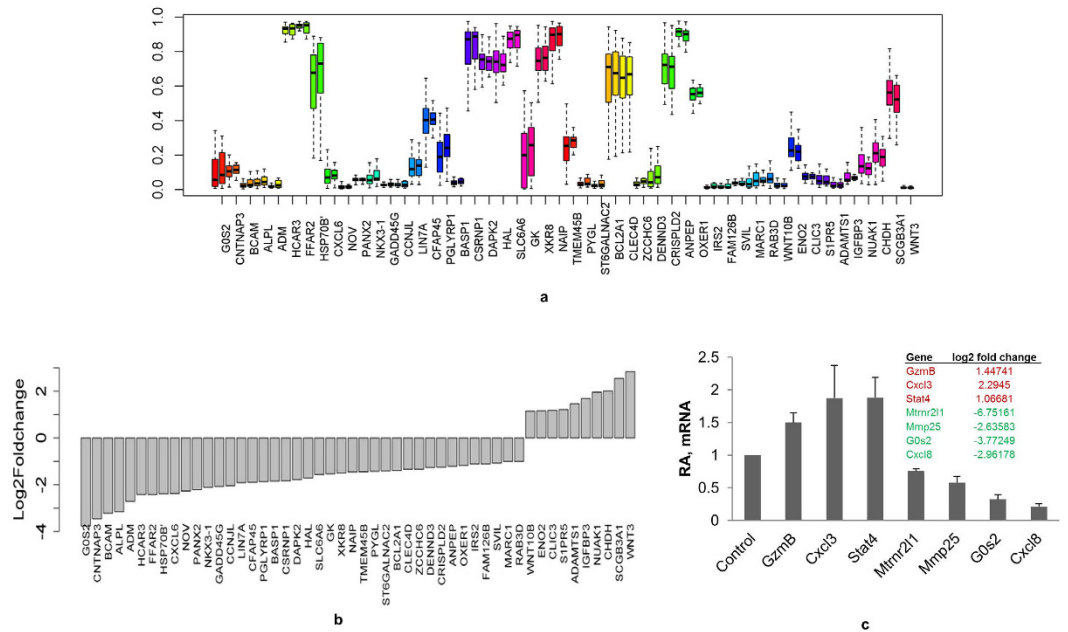 1.0
0.8
0.6
0.4
0.2
0.0
G0S2
CNTNAP3
BCAM
ALPL
ADM
HCAR3
FFAR2
HSP70B'
CXCL6
NOV
PANX2
NKX3-1
GADD45G
CCNJL
LIN7A
CFAP45
PGLYRP1
BASP1
CSRNP1
DAPK2
HAL
SLC6A6
GK
XKR8
NAIP
TMEM45B
PYGL
ST6GALNAC2
BCL2A1
CLEC4D
ZCCHC6
DENND3
CRISPLD2
ANPEP
OXER1
IRS2
FAM126B
SVIL
MARC1
RAB3D
WNT10B
ENO2
CLIC3
S1PR5
ADAMTS1
IGFBP3
NUAK1
CHDH
SCGB3A1
WNT3
a
Log2Foldchange
2
0
-2
-4
G0S2
CNTNAP3
BCAM
ALPL
ADM
HCAR3
FFAR2
HSP70B'
CXCL6
NOV
PANX2
NKX3-1
GADD45G
CCNJL
LIN7A
CFAP45
PGLYRP1
BASP1
CSRNP1
DAPK2
HAL
SLC6A6
GK
XKR8
NAIP
TMEM45B
PYGL
ST6GALNAC2
BCL2A1
CLEC4D
ZCCHC6
DENND3
CRISPLD2
ANPEP
OXER1
IRS2
FAM126B
SVIL
MARC1
RAB3D
WNT10B
ENO2
CLIC3
S1PR5
ADAMTS1
IGFBP3
NUAK1
CHDH
SCGB3A1
WNT3
b
RA, mRNA
2.5
2
1.5
1
0.5
0
Gene log2 fold change
GzmB 1.44741
Cxcl3 2.2945
Stat4 1.06681
Mtrnr2l1 -6.75161
Mmp25 -2.63583
G0s2 -3.77249
Cxcl8 -2.96178
Control
GzmB
Cxcl3
Stat4
Mtrnr2l1
Mmp25
G0s2
Cxcl8
c